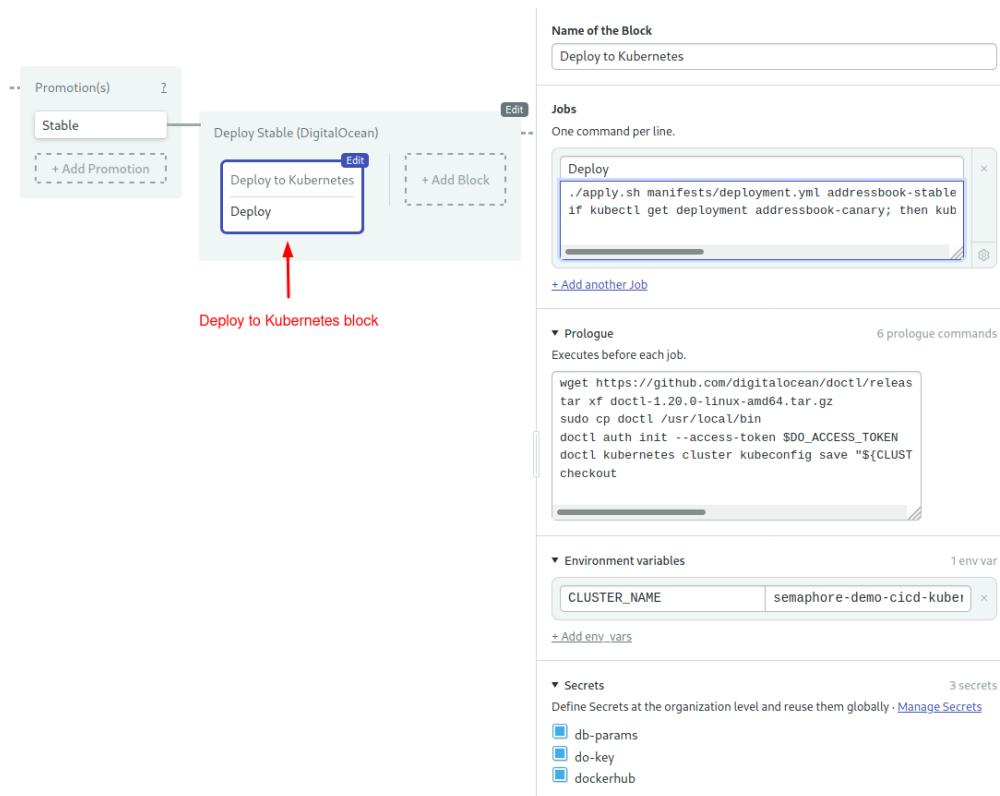 Promotion(s) ?
Stable
+ Add Promotion
Edit
Deploy Stable (DigitalOcean)
Edit
Deploy to Kubernetes
Deploy
+ Add Block
Deploy to Kubernetes block
Name of the Block
Deploy to Kubernetes
Jobs
One command per line.
Deploy
./apply.sh manifests/deployment.yml addressbook-stable
if kubectl get deployment addressbook-canary; then kub
+ Add another Job
Prologue 6 prologue commands
Executes before each job.
wget https://github.com/digitalocean/doctl/releas
tar xf doctl-1.20.0-linux-amd64.tar.gz
sudo cp doctl /usr/local/bin
doctl auth init --access-token $DO_ACCESS_TOKEN
doctl kubernetes cluster kubeconfig save "${CLUST
checkout
Environment variables 1 env var
CLUSTER_NAME semaphore-demo-cicd-kuber
+ Add env_vars
Secrets 3 secrets
Define Secrets at the organization level and reuse them globally · Manage Secrets
db-params
do-key
dockerhub